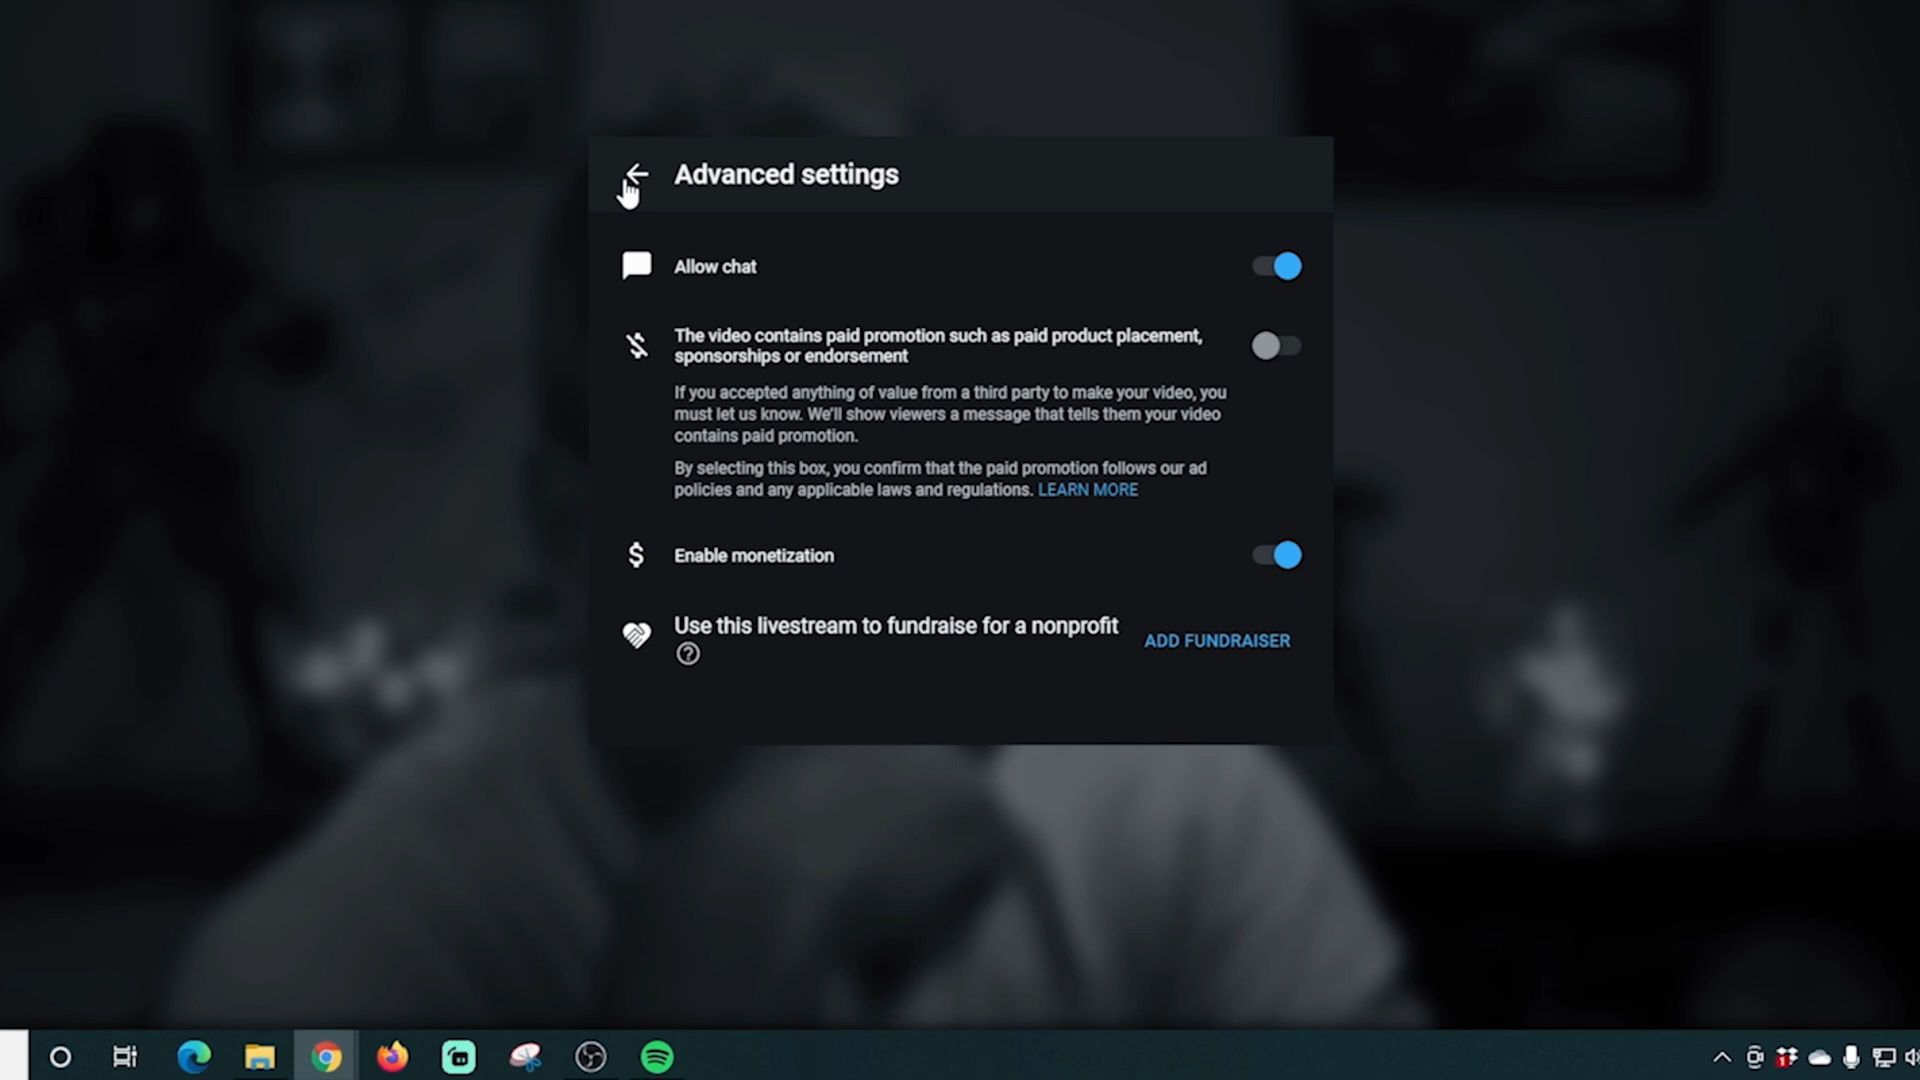 Advanced settings
Allow chat
The video contains paid promotion such as paid product placement,
sponsorships or endorsement
If you accepted anything of value from a third party to make your video, you
must let us know. We'll show viewers a message that tells them your video
contains paid promotion.
By selecting this box, you confirm that the paid promotion follows our ad
policies and any applicable laws and regulations. LEARN MORE
Enable monetization
Use this livestream to fundraise for a nonprofit
ADD FUNDRAISER